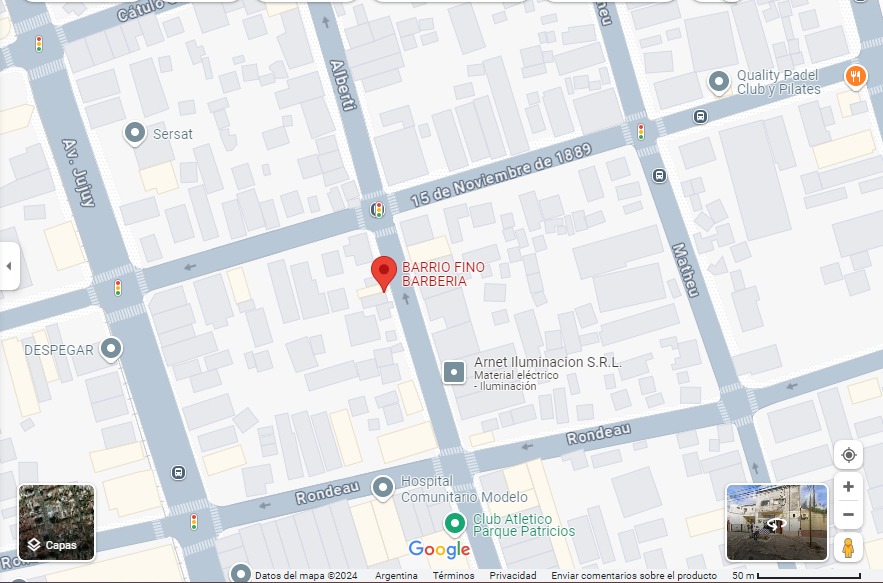 Cátulo
Alberti
heu
Quality Padel
Club y Pilates
Sersat
Av. Jujuy
15 de Noviembre de 1889
Matheu
BARRIO FINO
BARBERIA
DESPEGAR
Arnet Iluminacion S.R.L.
Material eléctrico
- Iluminación
Rondeau
Rondeau
Hospital
Comunitario Modelo
Club Atletico
Parque Patricios
Ro
Capas
Google
Datos del mapa ©2024 Argentina Términos Privacidad Enviar comentarios sobre el producto 50 m